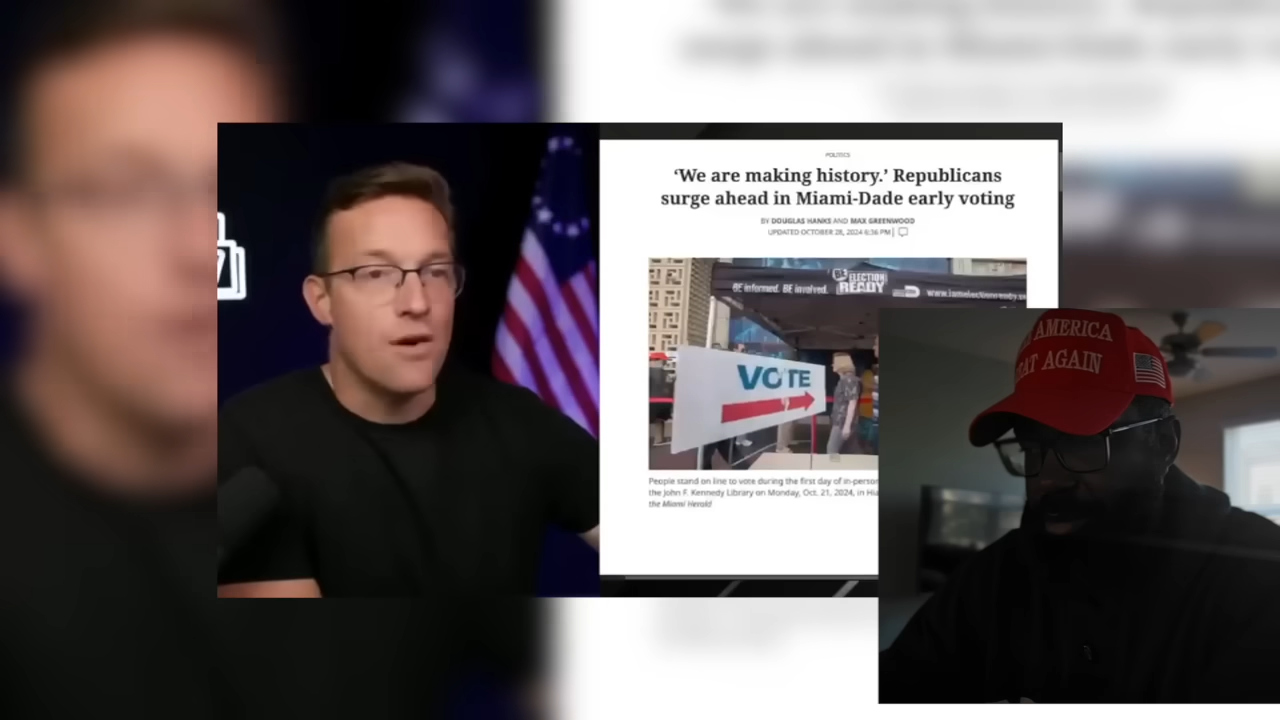 POLITICS
‘We are making history.’ Republicans
surge ahead in Miami-Dade early voting
BY DOUGLAS HANKS AND MAX GREENWOOD
UPDATED OCTOBER 28, 2024 6:36 PM
BE informed. BE involved.
BE ELECTION
READY
VOTE
People stand on line to vote during the first day of in-person
the John F. Kennedy Library on Monday, Oct. 21, 2024, in
the Miami Herald
AMERICA
AGAIN
7